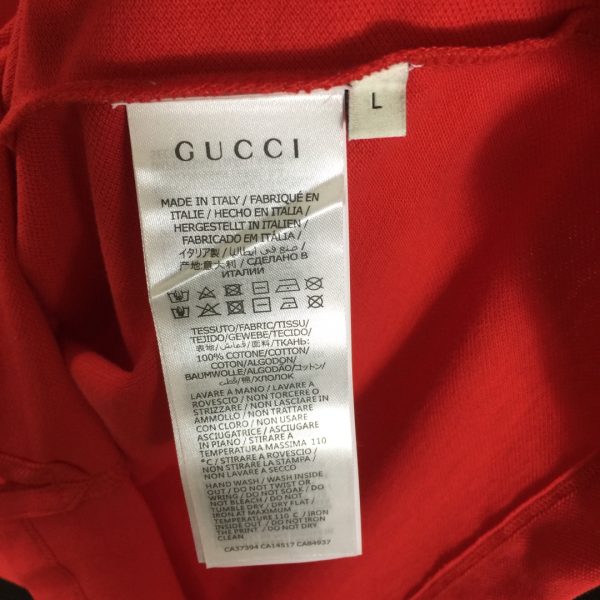 L
GUCCI
MADE IN ITALY / FABRIQUÉ EN
ITALIE / HECHO EN ITALIA /
HERGESTELLT IN ITALIEN /
FABRICADO EM ITÁLIA /
イタリア製 / صنع في ايطاليا /
产地:意大利 / СДЕЛАНО В
ИТАЛИИ
TESSUTO/FABRIC/TISSU/
TEJIDO/GEWEBE/TECIDO/
表地/قماش/面料/ТКАНЬ:
100% COTONE/COTTON/
COTON/ALGODON/
BAUMWOLLE/ALGODÃO/コットン/
قطن/棉/ХЛОПОК
LAVARE A MANO / LAVARE A
ROVESCIO / NON TORCERE O
STRIZZARE / NON LASCIARE IN
AMMOLLO / NON TRATTARE
CON CLORO / NON USARE
ASCIUGATRICE / ASCIUGARE
IN PIANO / STIRARE A
TEMPERATURA MASSIMA 110
°C / STIRARE A ROVESCIO /
NON STIRARE LA STAMPA /
NON LAVARE A SECCO
HAND WASH / WASH INSIDE
OUT / DO NOT TWIST OR
WRING / DO NOT SOAK / DO
NOT BLEACH / DO NOT
TUMBLE DRY / DRY FLAT /
IRON AT MAXIMUM
TEMPERATURE 110 C / IRON
INSIDE OUT / DO NOT IRON
THE PRINT. / DO NOT DRY
CLEAN
CA37394 CA14517 CA84937